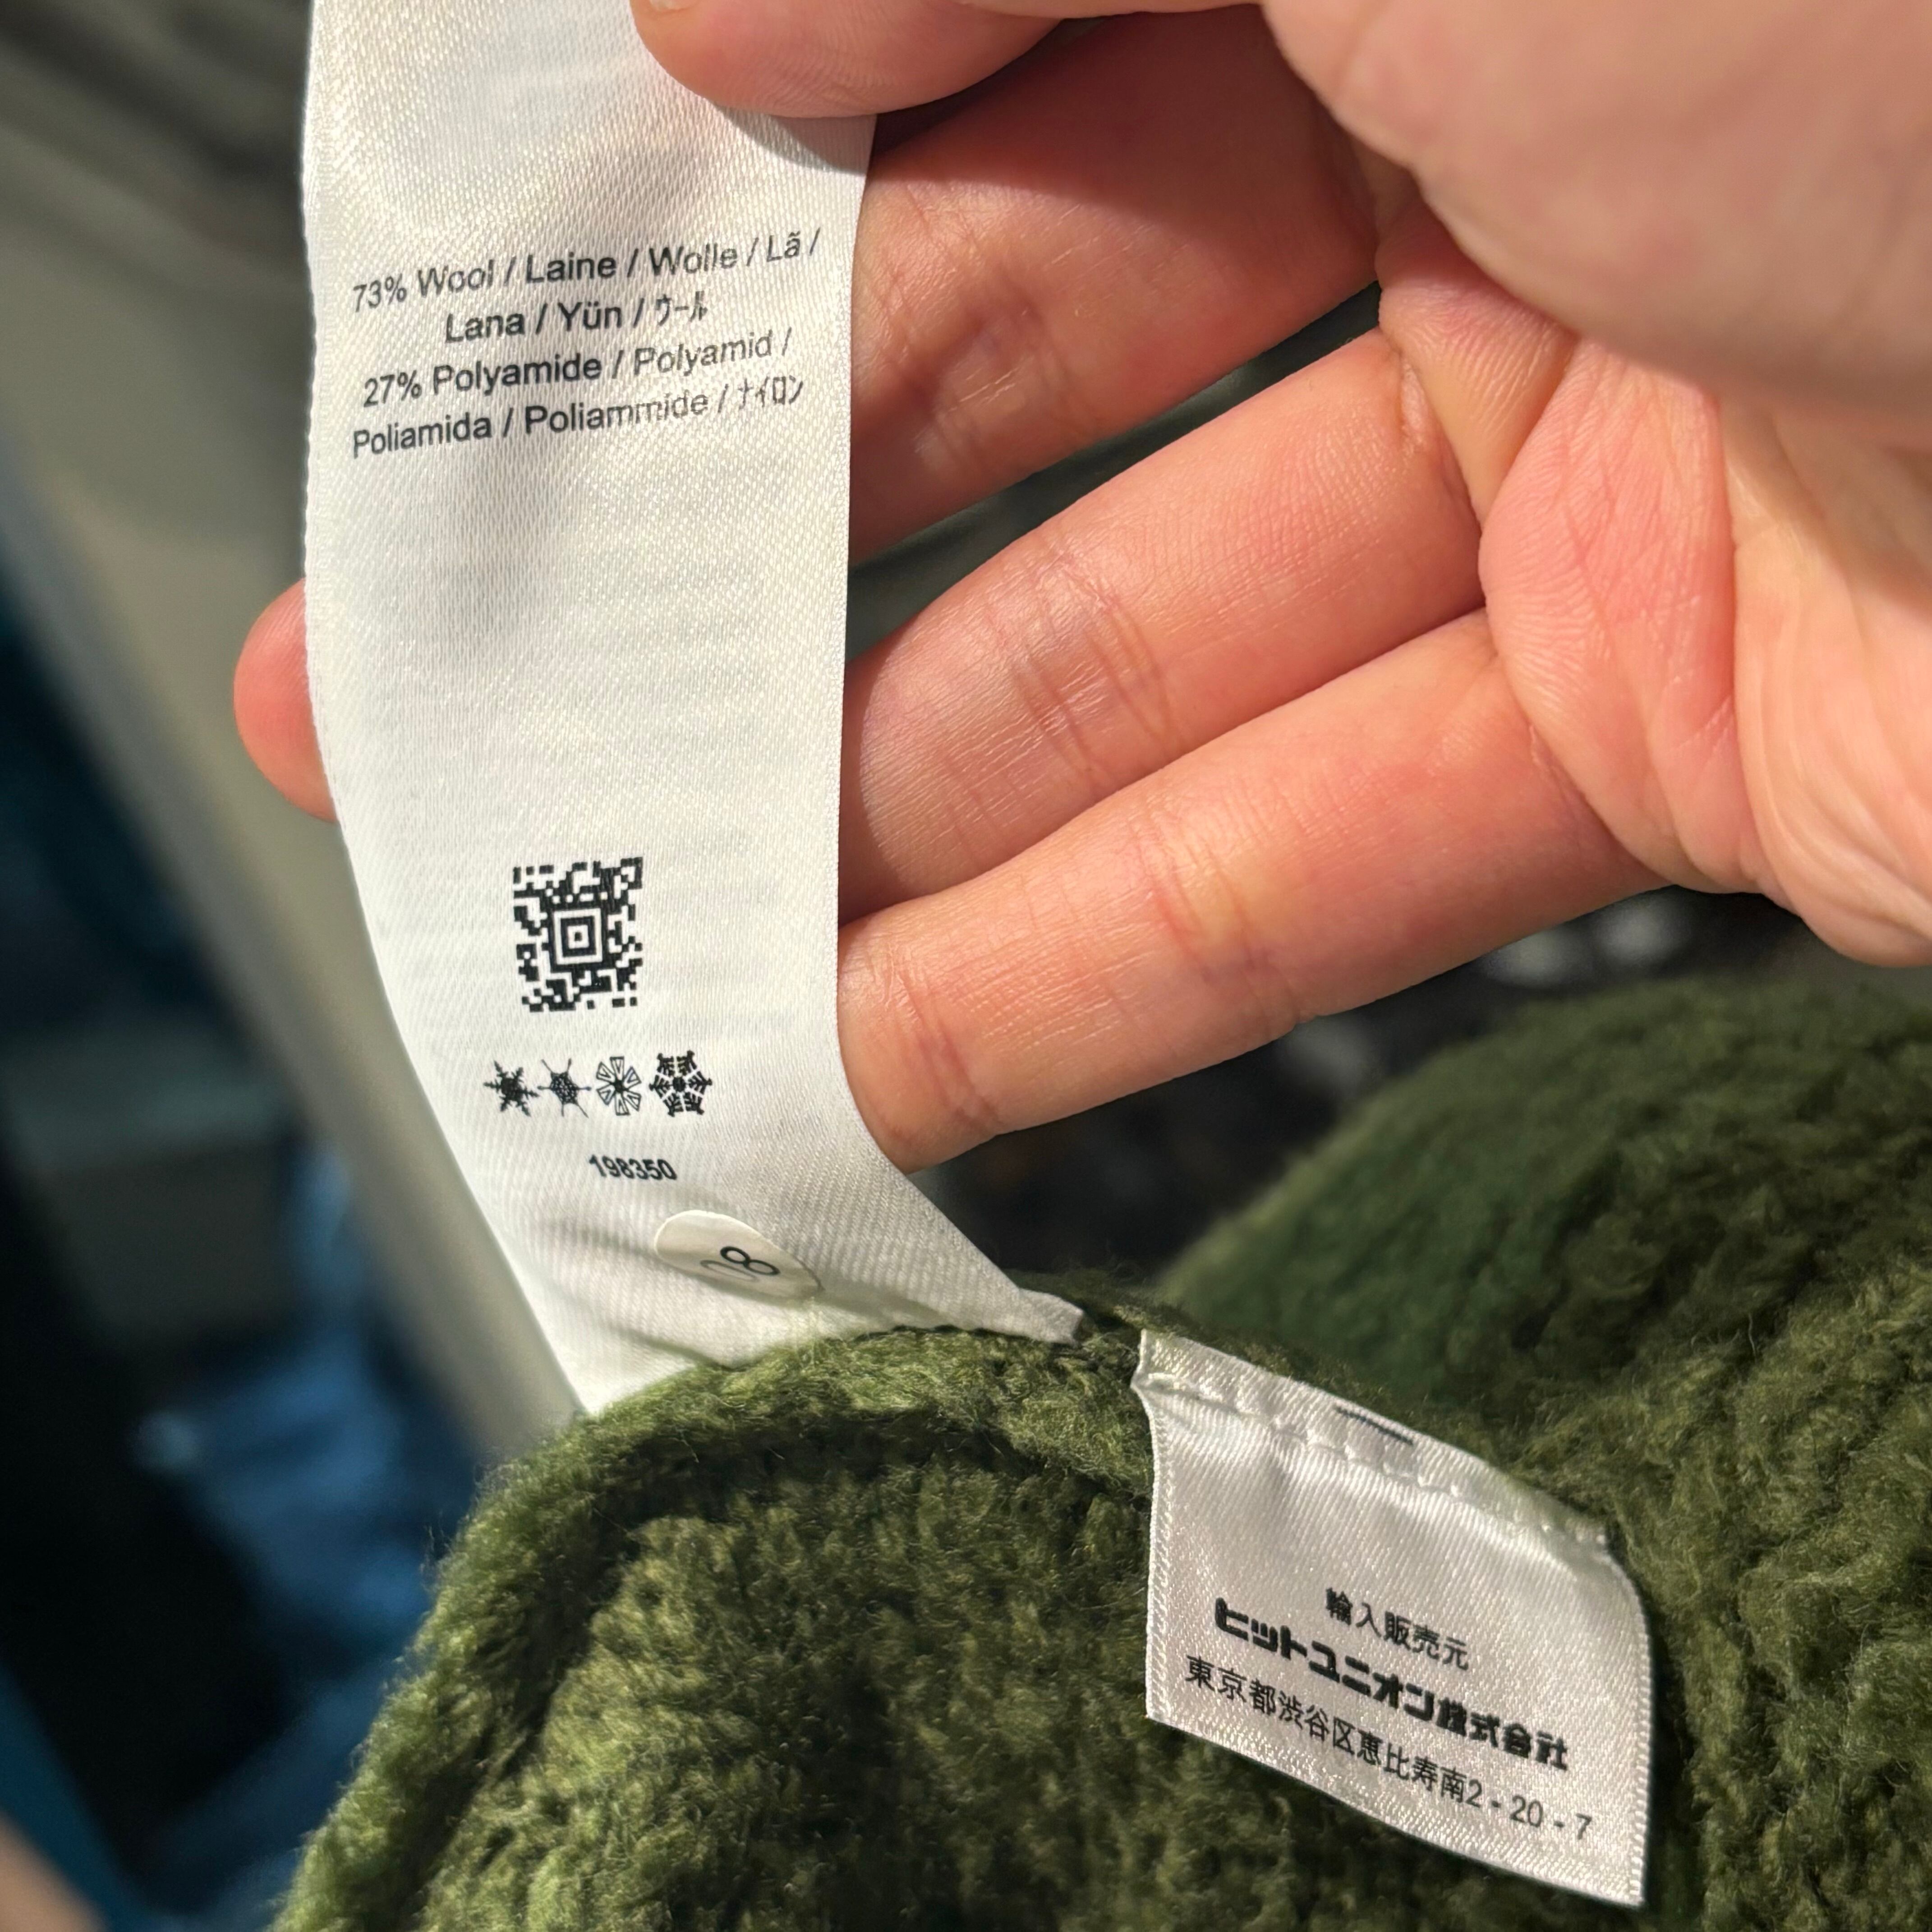 73% Wool / Laine / Wolle / Lã /
Lana / Yün / ウール
27% Polyamide / Polyamid /
Poliamida / Poliammide / ナイロン
198350
08
輸入販売元
ヒットユニオン株式会社
東京都渋谷区恵比寿南2-20-7